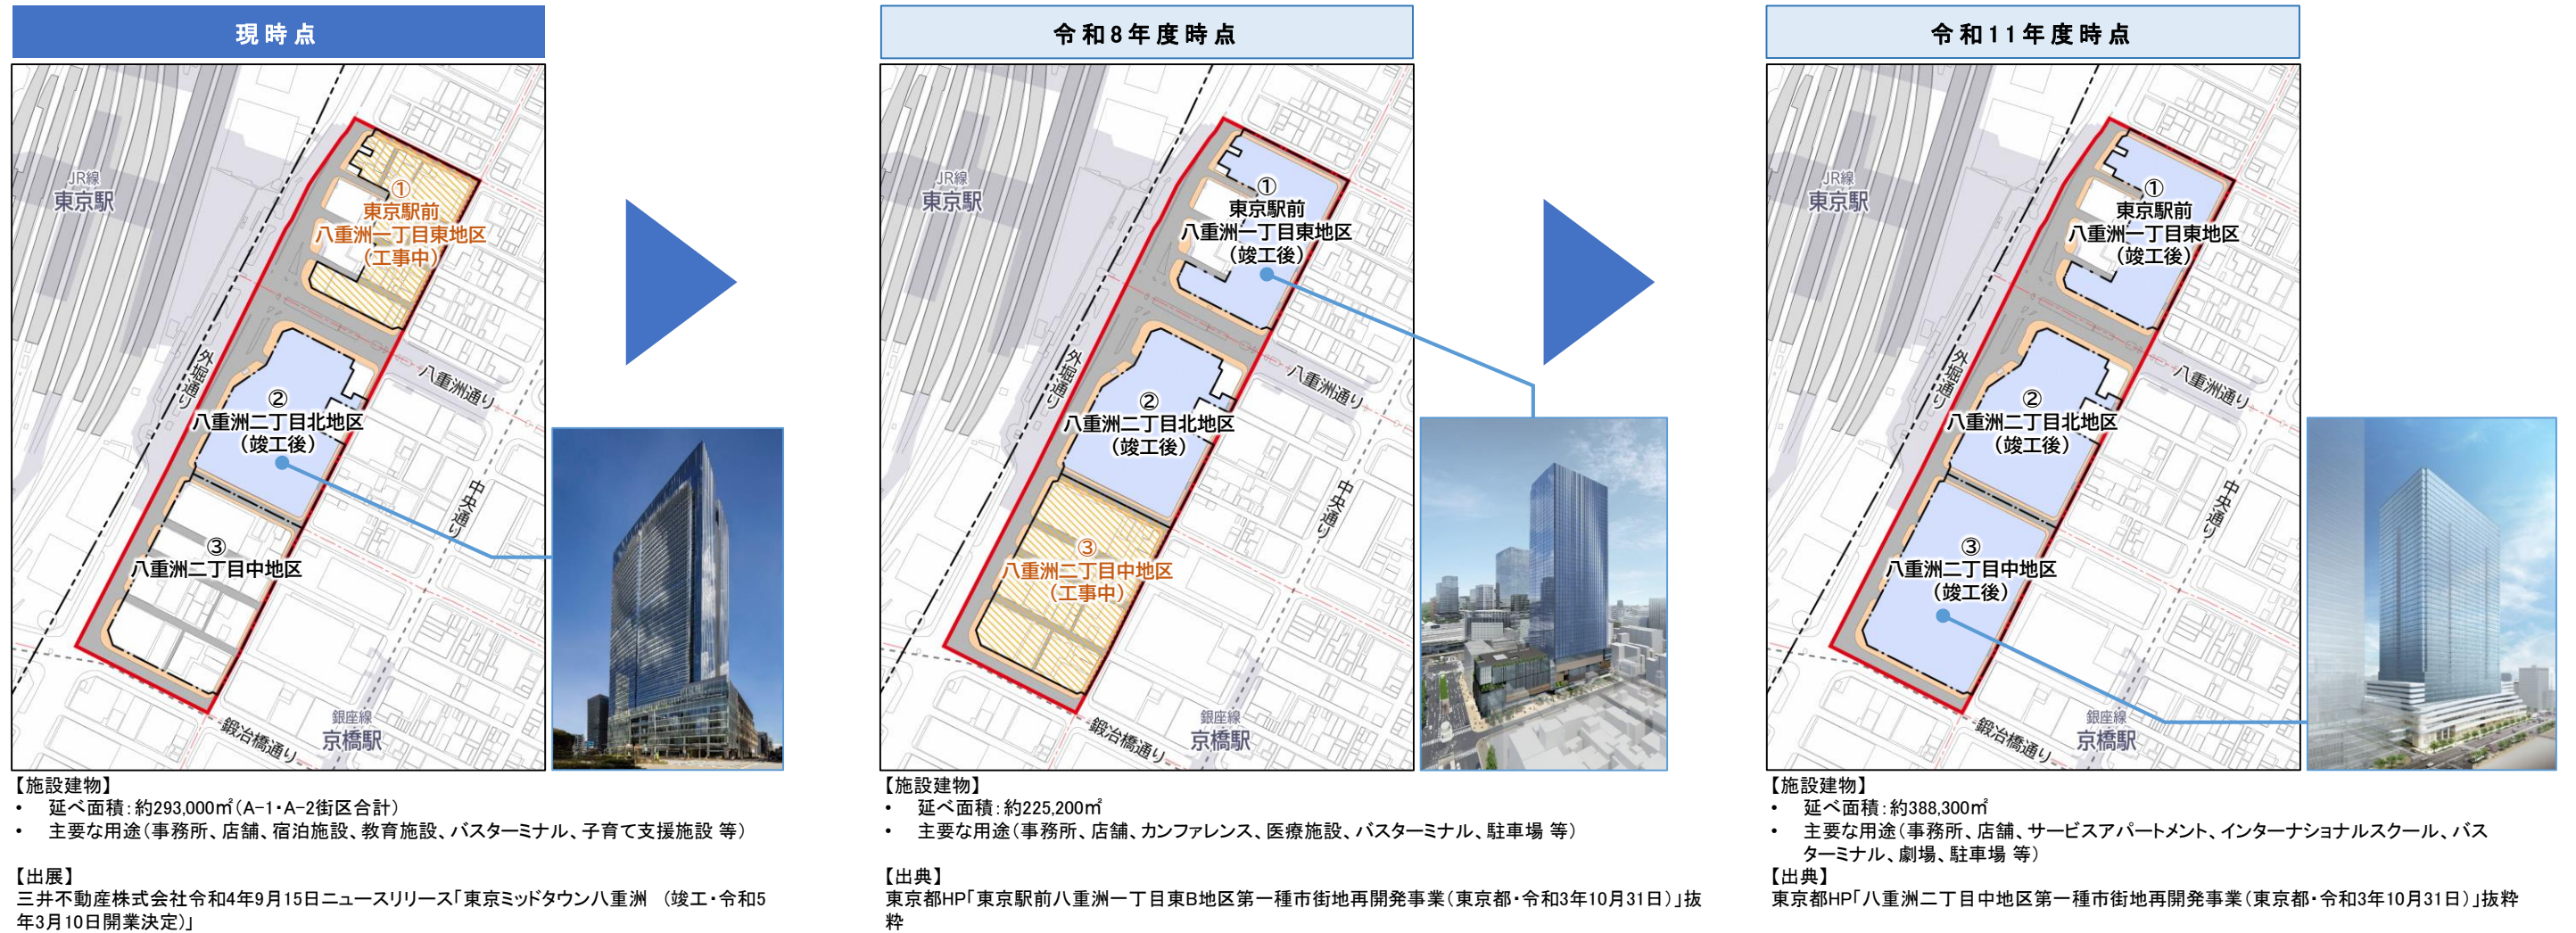 現時点
JR線
東京駅
①
東京駅前
八重洲一丁目東地区
（工事中）
外堀通り
八重洲通り
②
八重洲二丁目北地区
（竣工後）
中央通り
③
八重洲二丁目中地区
銀座線
京橋駅
鍛冶橋通り
【施設建物】
• 延べ面積：約293,000㎡（A-1・A-2街区合計）
• 主要な用途（事務所、店舗、宿泊施設、教育施設、バスターミナル、子育て支援施設 等）
【出展】
三井不動産株式会社令和4年9月15日ニュースリリース「東京ミッドタウン八重洲　（竣工・令和5
年3月10日開業決定）」
令和8年度時点
JR線
東京駅
①
東京駅前
八重洲一丁目東地区
（竣工後）
外堀通り
八重洲通り
②
八重洲二丁目北地区
（竣工後）
中央通り
③
八重洲二丁目中地区
（工事中）
銀座線
京橋駅
鍛冶橋通り
【施設建物】
• 延べ面積：約225,200㎡
• 主要な用途（事務所、店舗、カンファレンス、医療施設、バスターミナル、駐車場 等）
【出典】
東京都HP「東京駅前八重洲一丁目東B地区第一種市街地再開発事業（東京都・令和3年10月31日）」抜
粋
令和11年度時点
JR線
東京駅
①
東京駅前
八重洲一丁目東地区
（竣工後）
外堀通り
八重洲通り
②
八重洲二丁目北地区
（竣工後）
中央通り
③
八重洲二丁目中地区
（竣工後）
銀座線
京橋駅
鍛冶橋通り
【施設建物】
• 延べ面積：約388,300㎡
• 主要な用途（事務所、店舗、サービスアパートメント、インターナショナルスクール、バス
ターミナル、劇場、駐車場 等）
【出典】
東京都HP「八重洲二丁目中地区第一種市街地再開発事業（東京都・令和3年10月31日）」抜粋